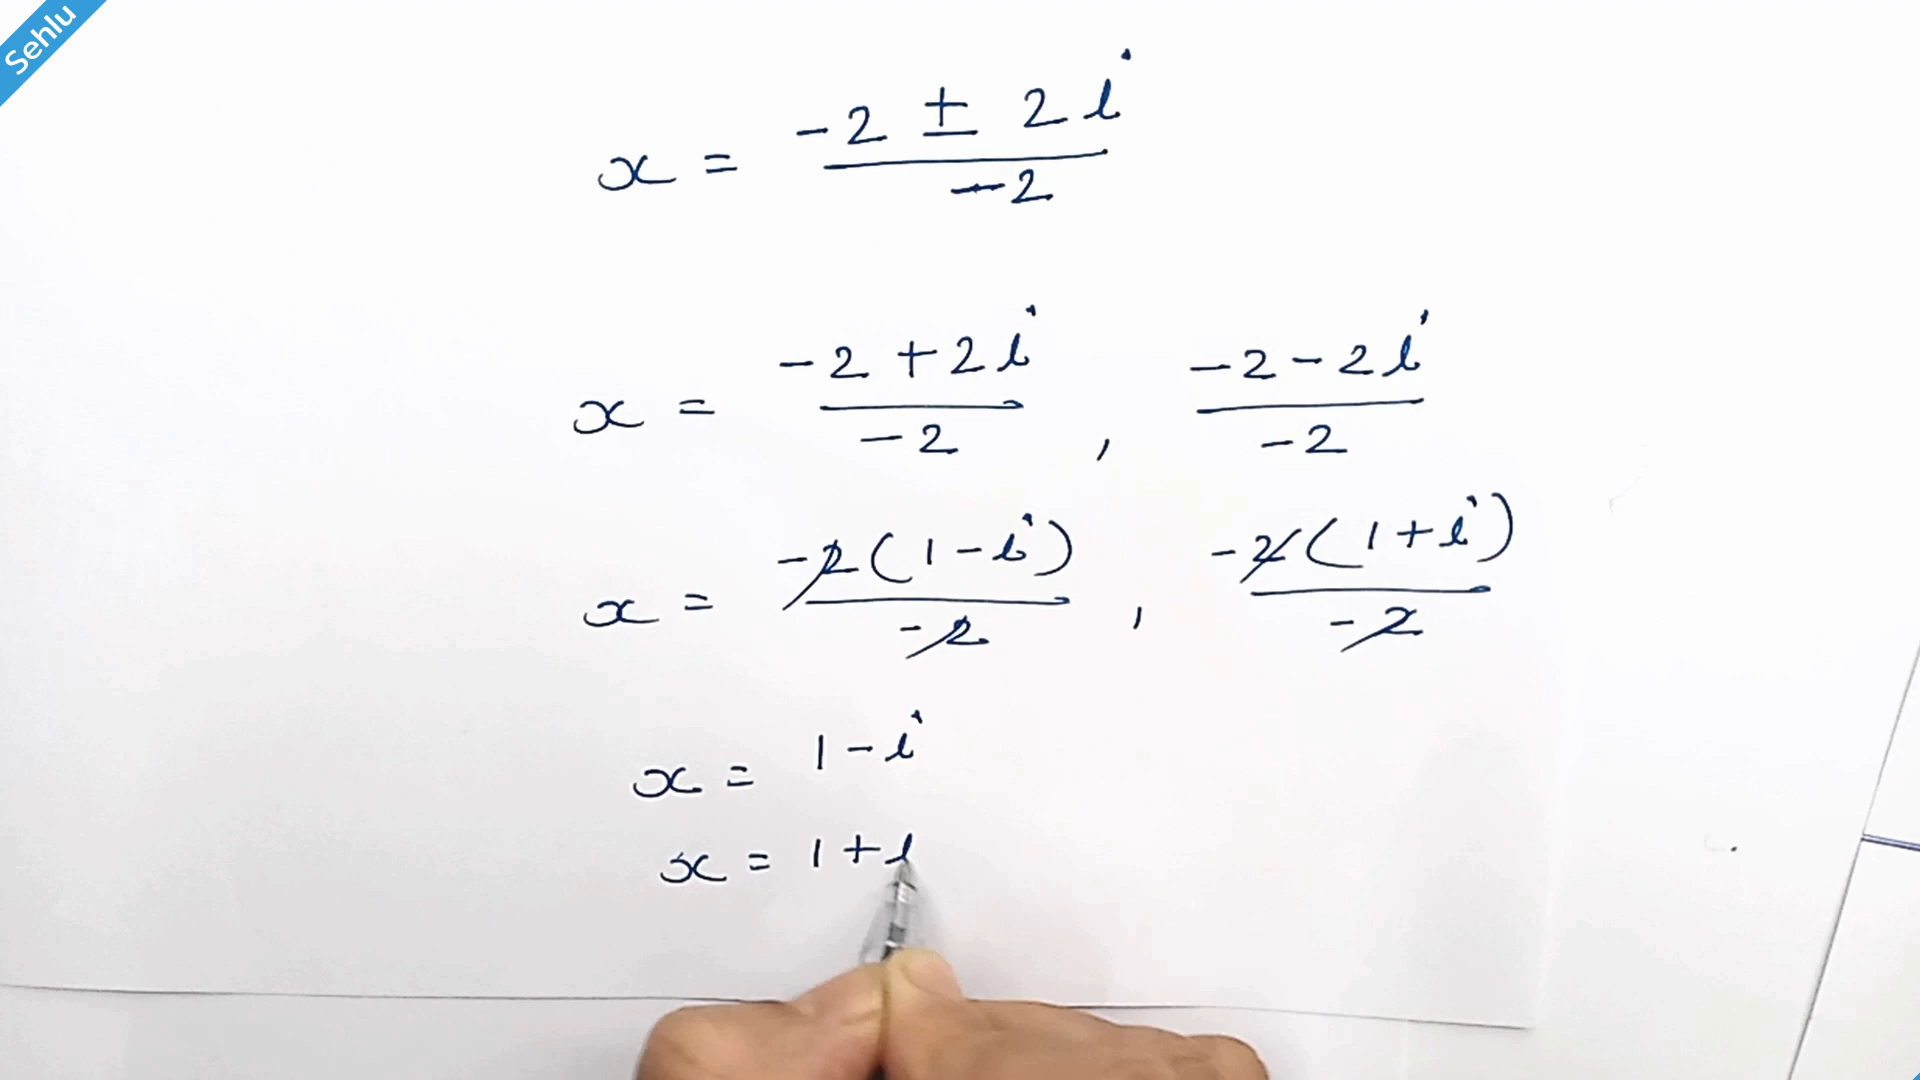 Sehlu
x = (-2 ± 2i)/-2
x = (-2 + 2i)/-2 , (-2 - 2i)/-2
x = -2(1 - i)/-2 , -2(1 + i)/-2
x = 1 - i
x = 1 + i